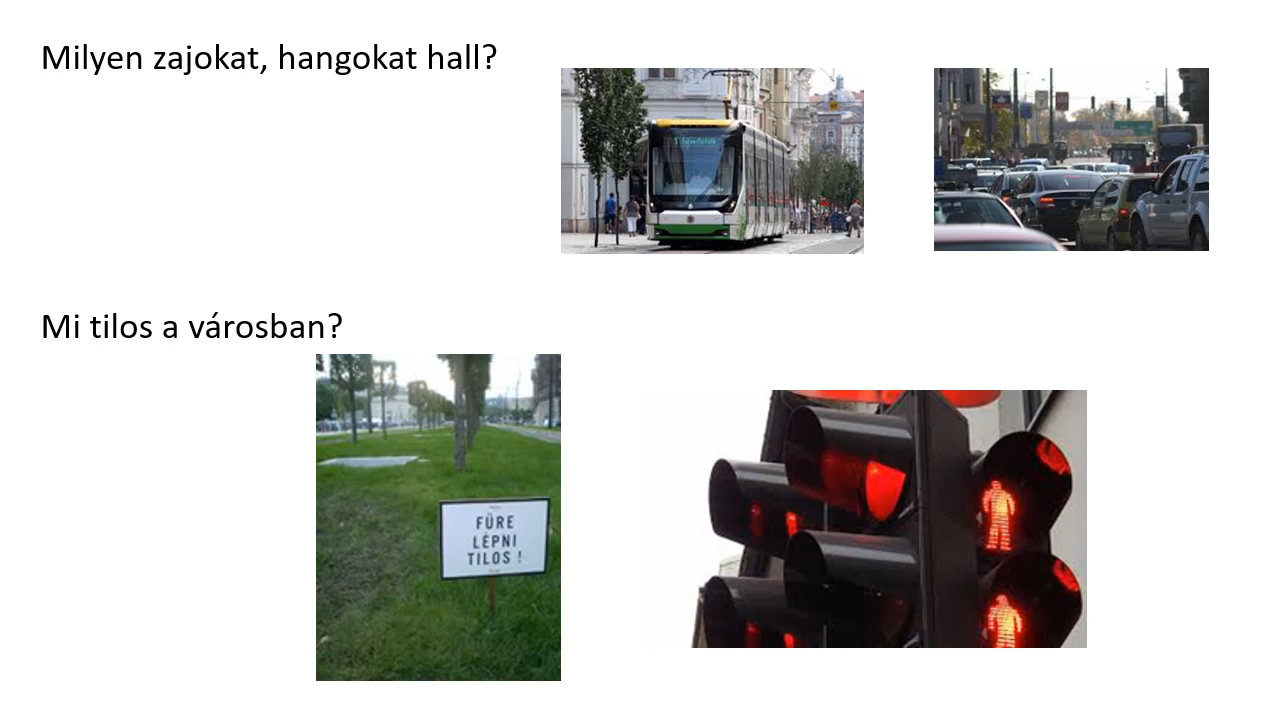 Milyen zajokat, hangokat hall?
Mi tilos a városban?
FŰRE
LÉPNI
TILOS !